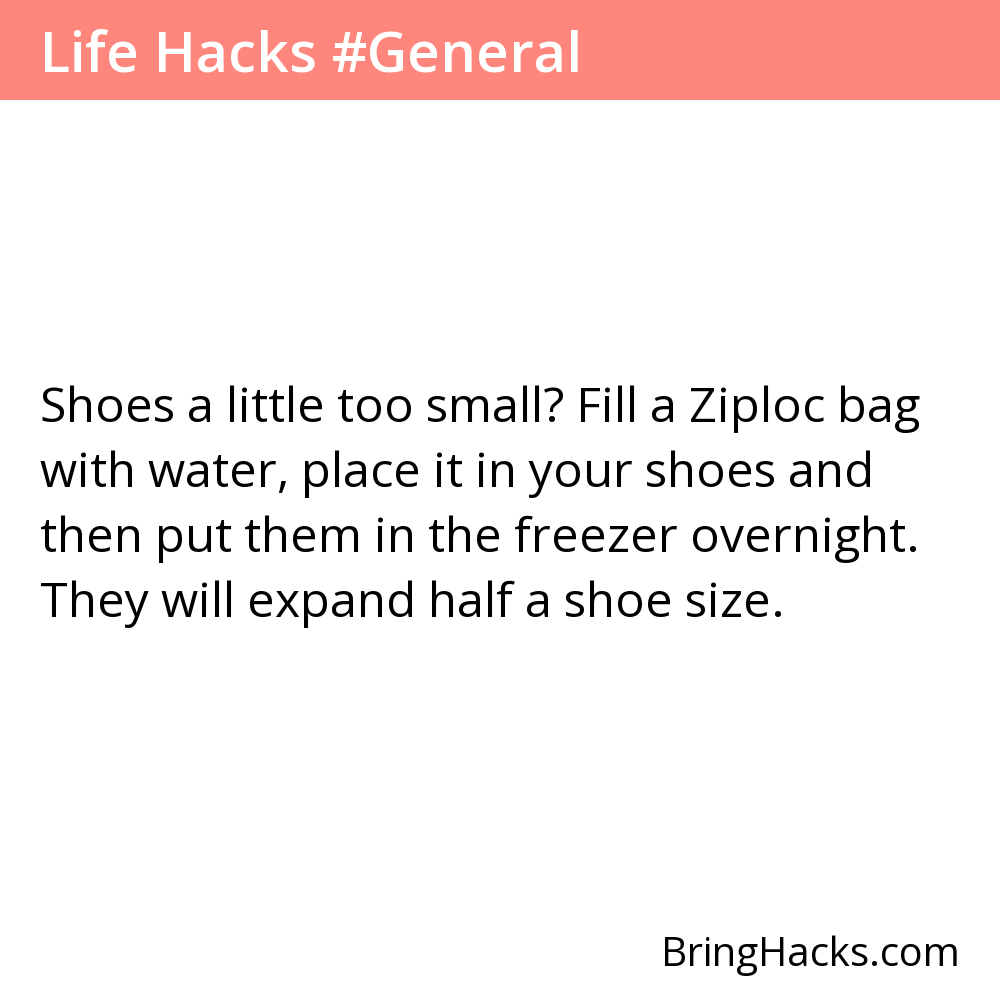 Life Hacks #General
Shoes a little too small? Fill a Ziploc bag
with water, place it in your shoes and
then put them in the freezer overnight.
They will expand half a shoe size.
BringHacks.com